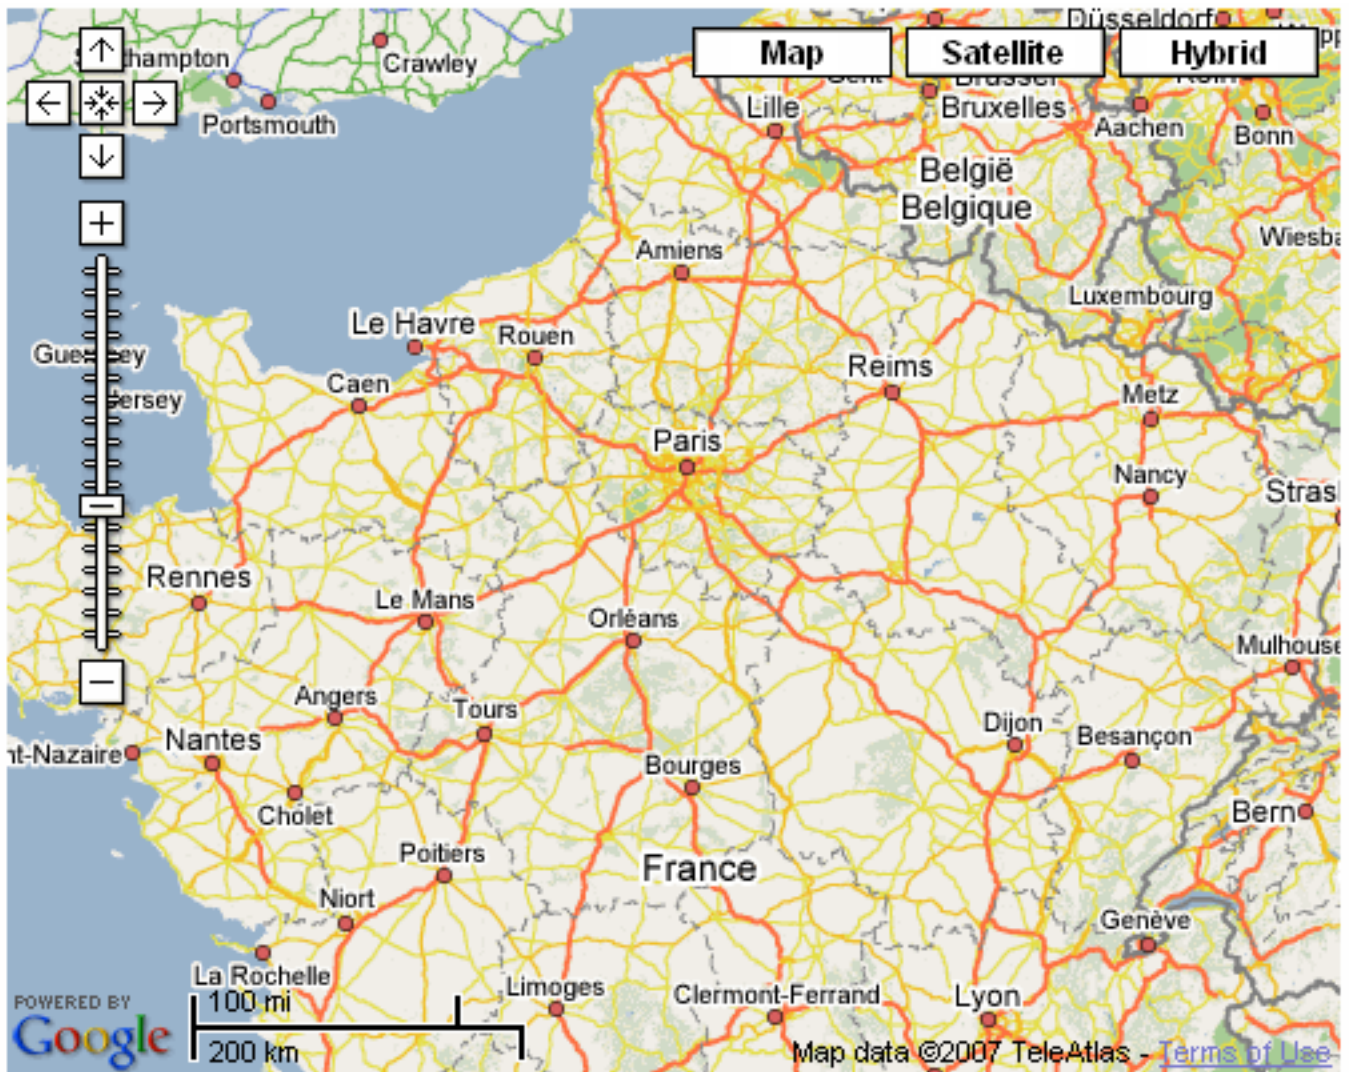 Düsseldorf
Map
Satellite
Hybrid
Crawley
Portsmouth
Lille
Bruxelles
Aachen
Bonn
België
Belgique
Amiens
Luxembourg
Le Havre
Rouen
Reims
Caen
Metz
Paris
Nancy
Rennes
Le Mans
Orléans
Angers
Tours
Nantes
Dijon
Besançon
Bourges
Cholet
Bern
Poitiers
France
Niort
Genève
La Rochelle
Limoges
Clermont-Ferrand
Lyon
POWERED BY
Google
100 mi
200 km
Map data ©2007 TeleAtlas - Terms of Use
Mulhouse